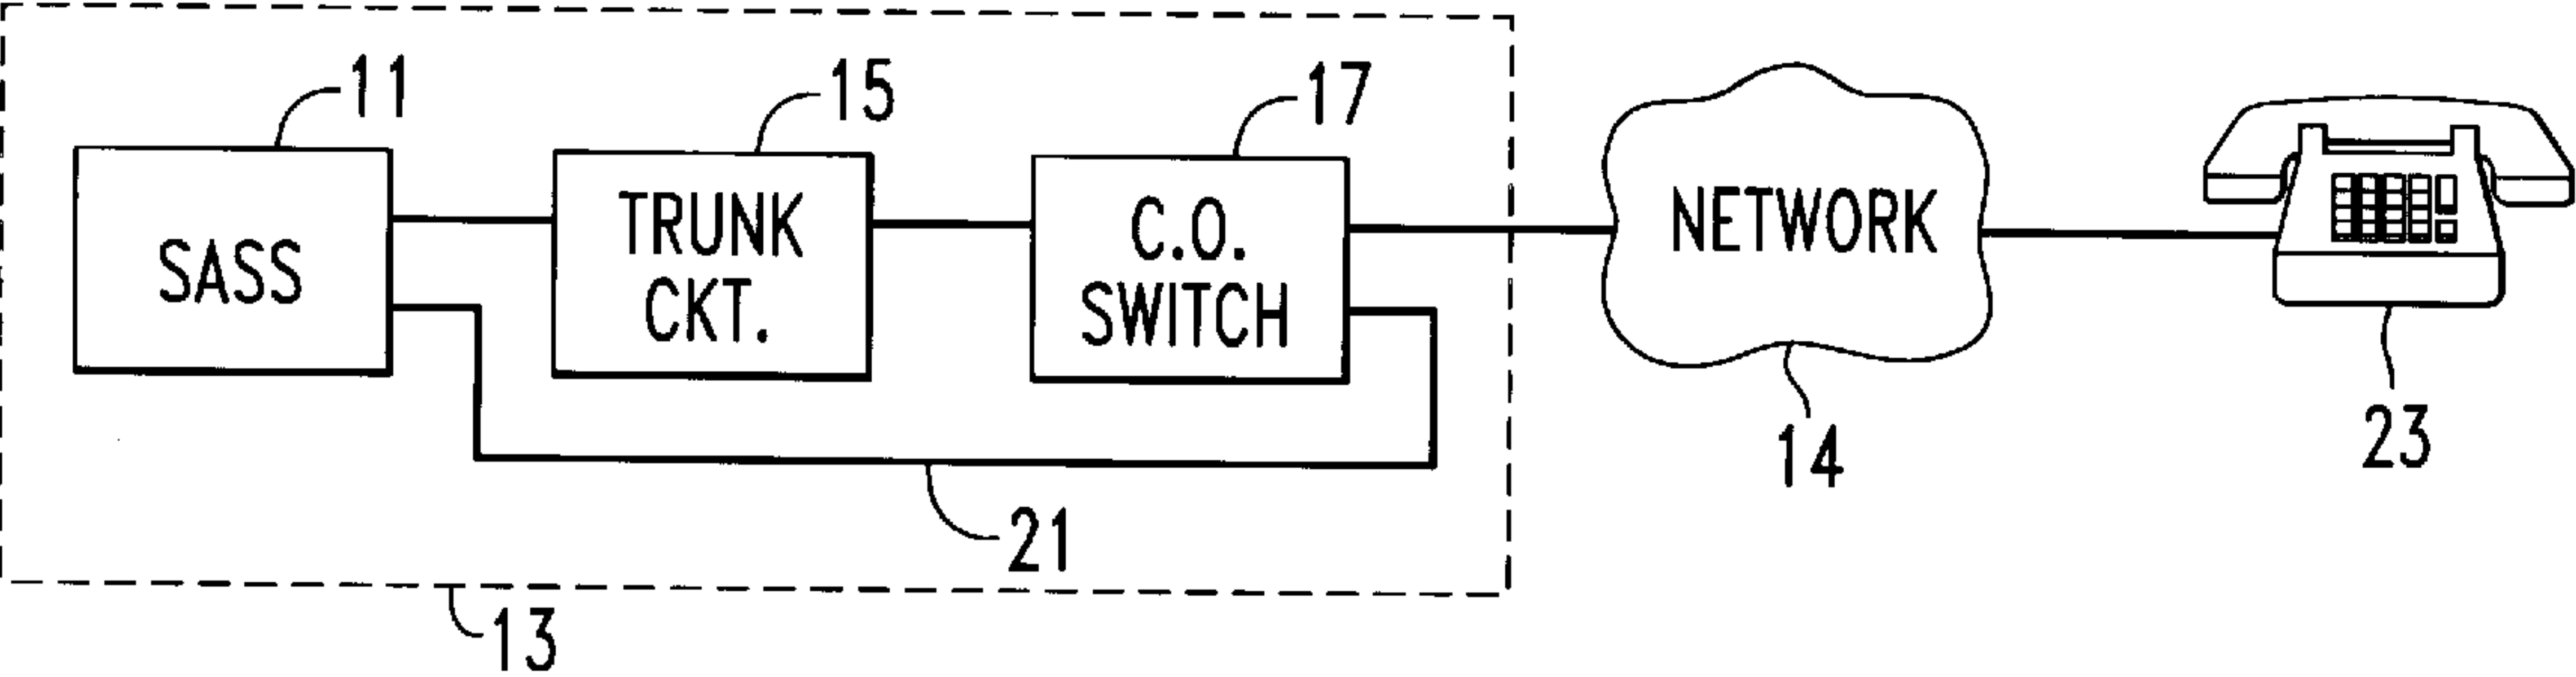 11
15
17
SASS
TRUNK
CKT.
C.O.
SWITCH
NETWORK
14
23
21
13